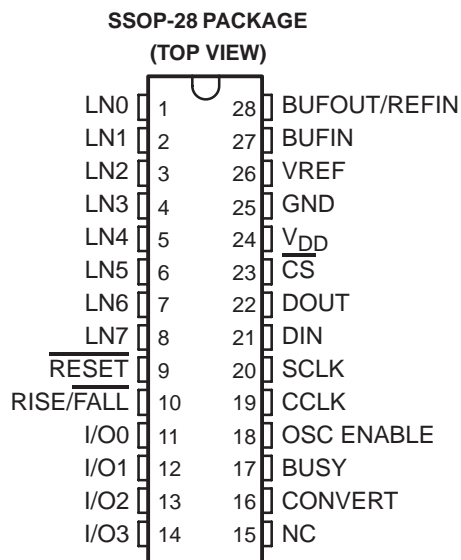 SSOP-28 PACKAGE
(TOP VIEW)
LN0 1 28 BUFOUT/REFIN
LN1 2 27 BUFIN
LN2 3 26 VREF
LN3 4 25 GND
LN4 5 24 VDD
LN5 6 23 CS
LN6 7 22 DOUT
LN7 8 21 DIN
RESET 9 20 SCLK
RISE/FALL 10 19 CCLK
I/O0 11 18 OSC ENABLE
I/O1 12 17 BUSY
I/O2 13 16 CONVERT
I/O3 14 15 NC